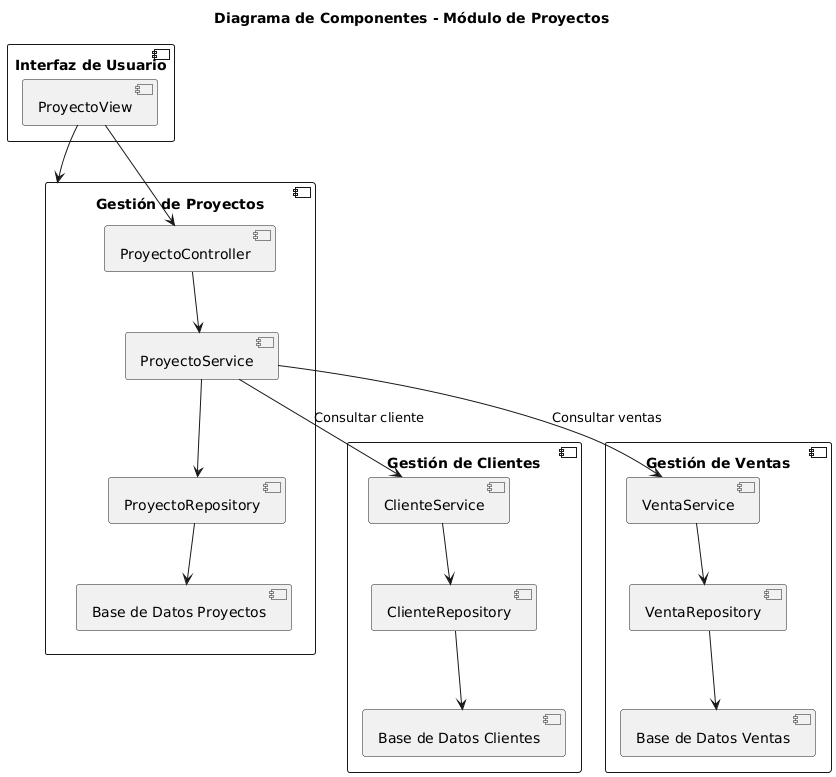 Diagrama de Componentes - Módulo de Proyectos
Interfaz de Usuario
ProyectoView
Gestión de Proyectos
ProyectoController
ProyectoService
Consultar cliente
Consultar ventas
Gestión de Clientes
Gestión de Ventas
ProyectoRepository
ClienteService
VentaService
Base de Datos Proyectos
ClienteRepository
VentaRepository
Base de Datos Clientes
Base de Datos Ventas